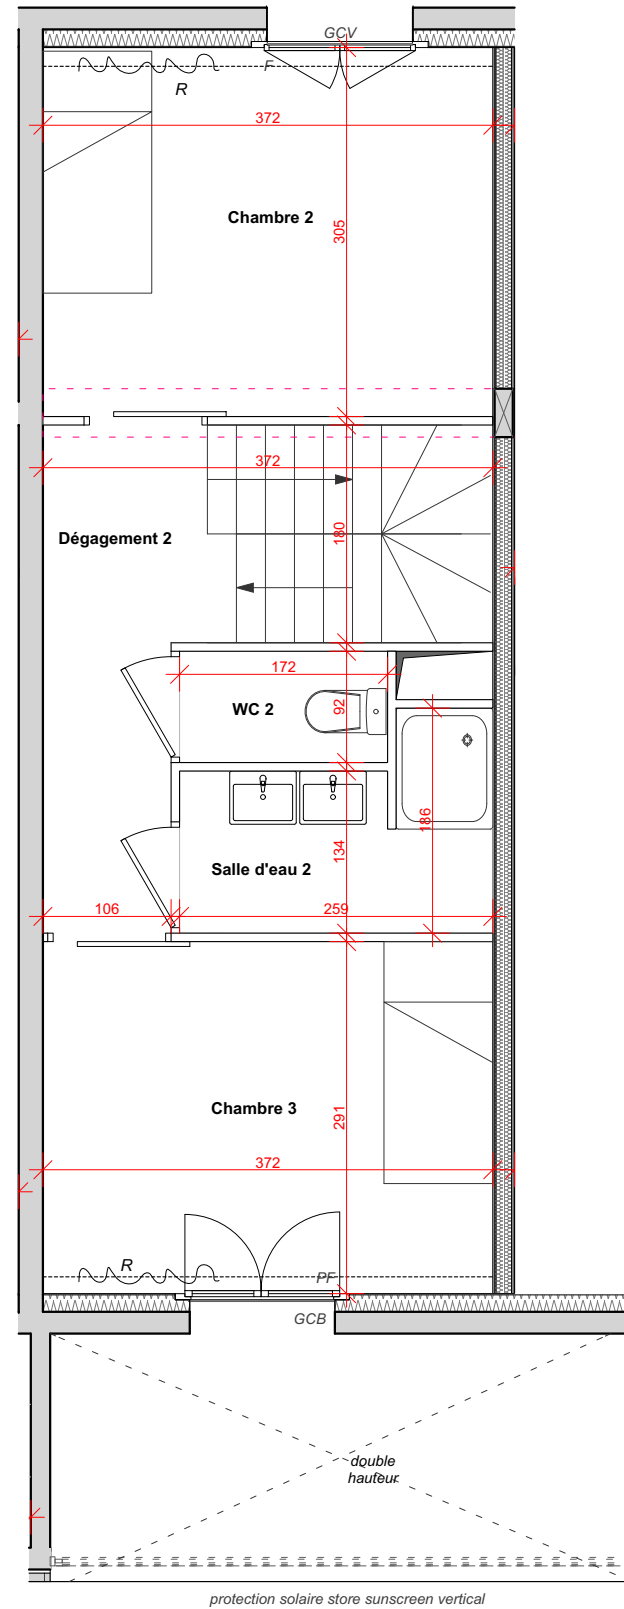 GCV
F
R
372
Chambre 2
305
372
180
Dégagement 2
172
WC 2
92
186
134
Salle d'eau 2
106
259
Chambre 3
291
372
R
PF
GCB
double
hauteur
protection solaire store sunscreen vertical